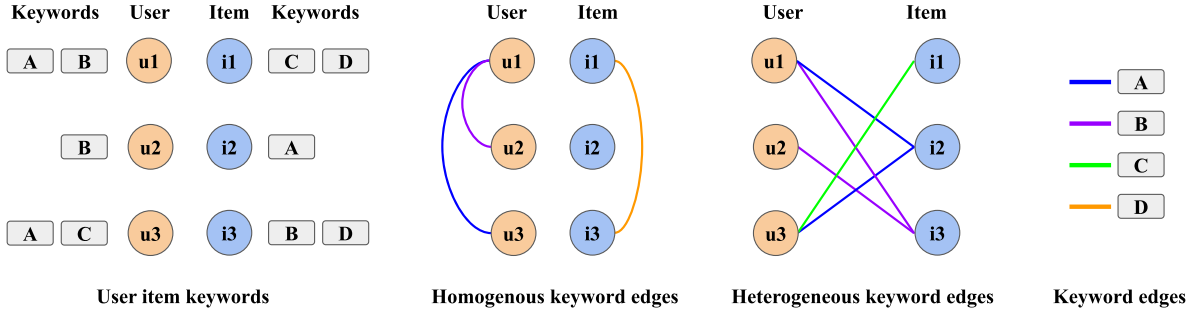 Keywords User Item Keywords User Item User Item
A B u1 i1 C D u1 i1 u1 i1
A
B u2 i2 A u2 i2 u2 i2
B
C
A C u3 i3 B D u3 i3 u3 i3
D
User item keywords Homogenous keyword edges Heterogeneous keyword edges Keyword edges